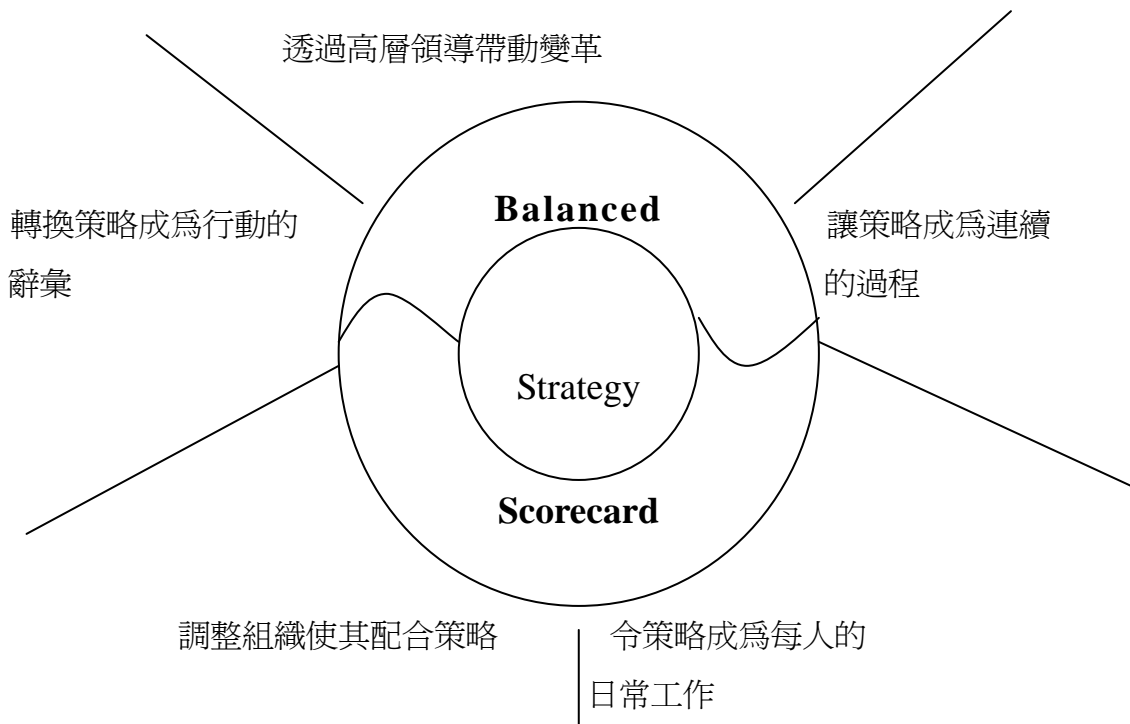 透過高層領導帶動變革
Balanced
轉換策略成爲行動的
辭彙
讓策略成爲連續
的過程
Strategy
Scorecard
調整組織使其配合策略
令策略成爲每人的
日常工作